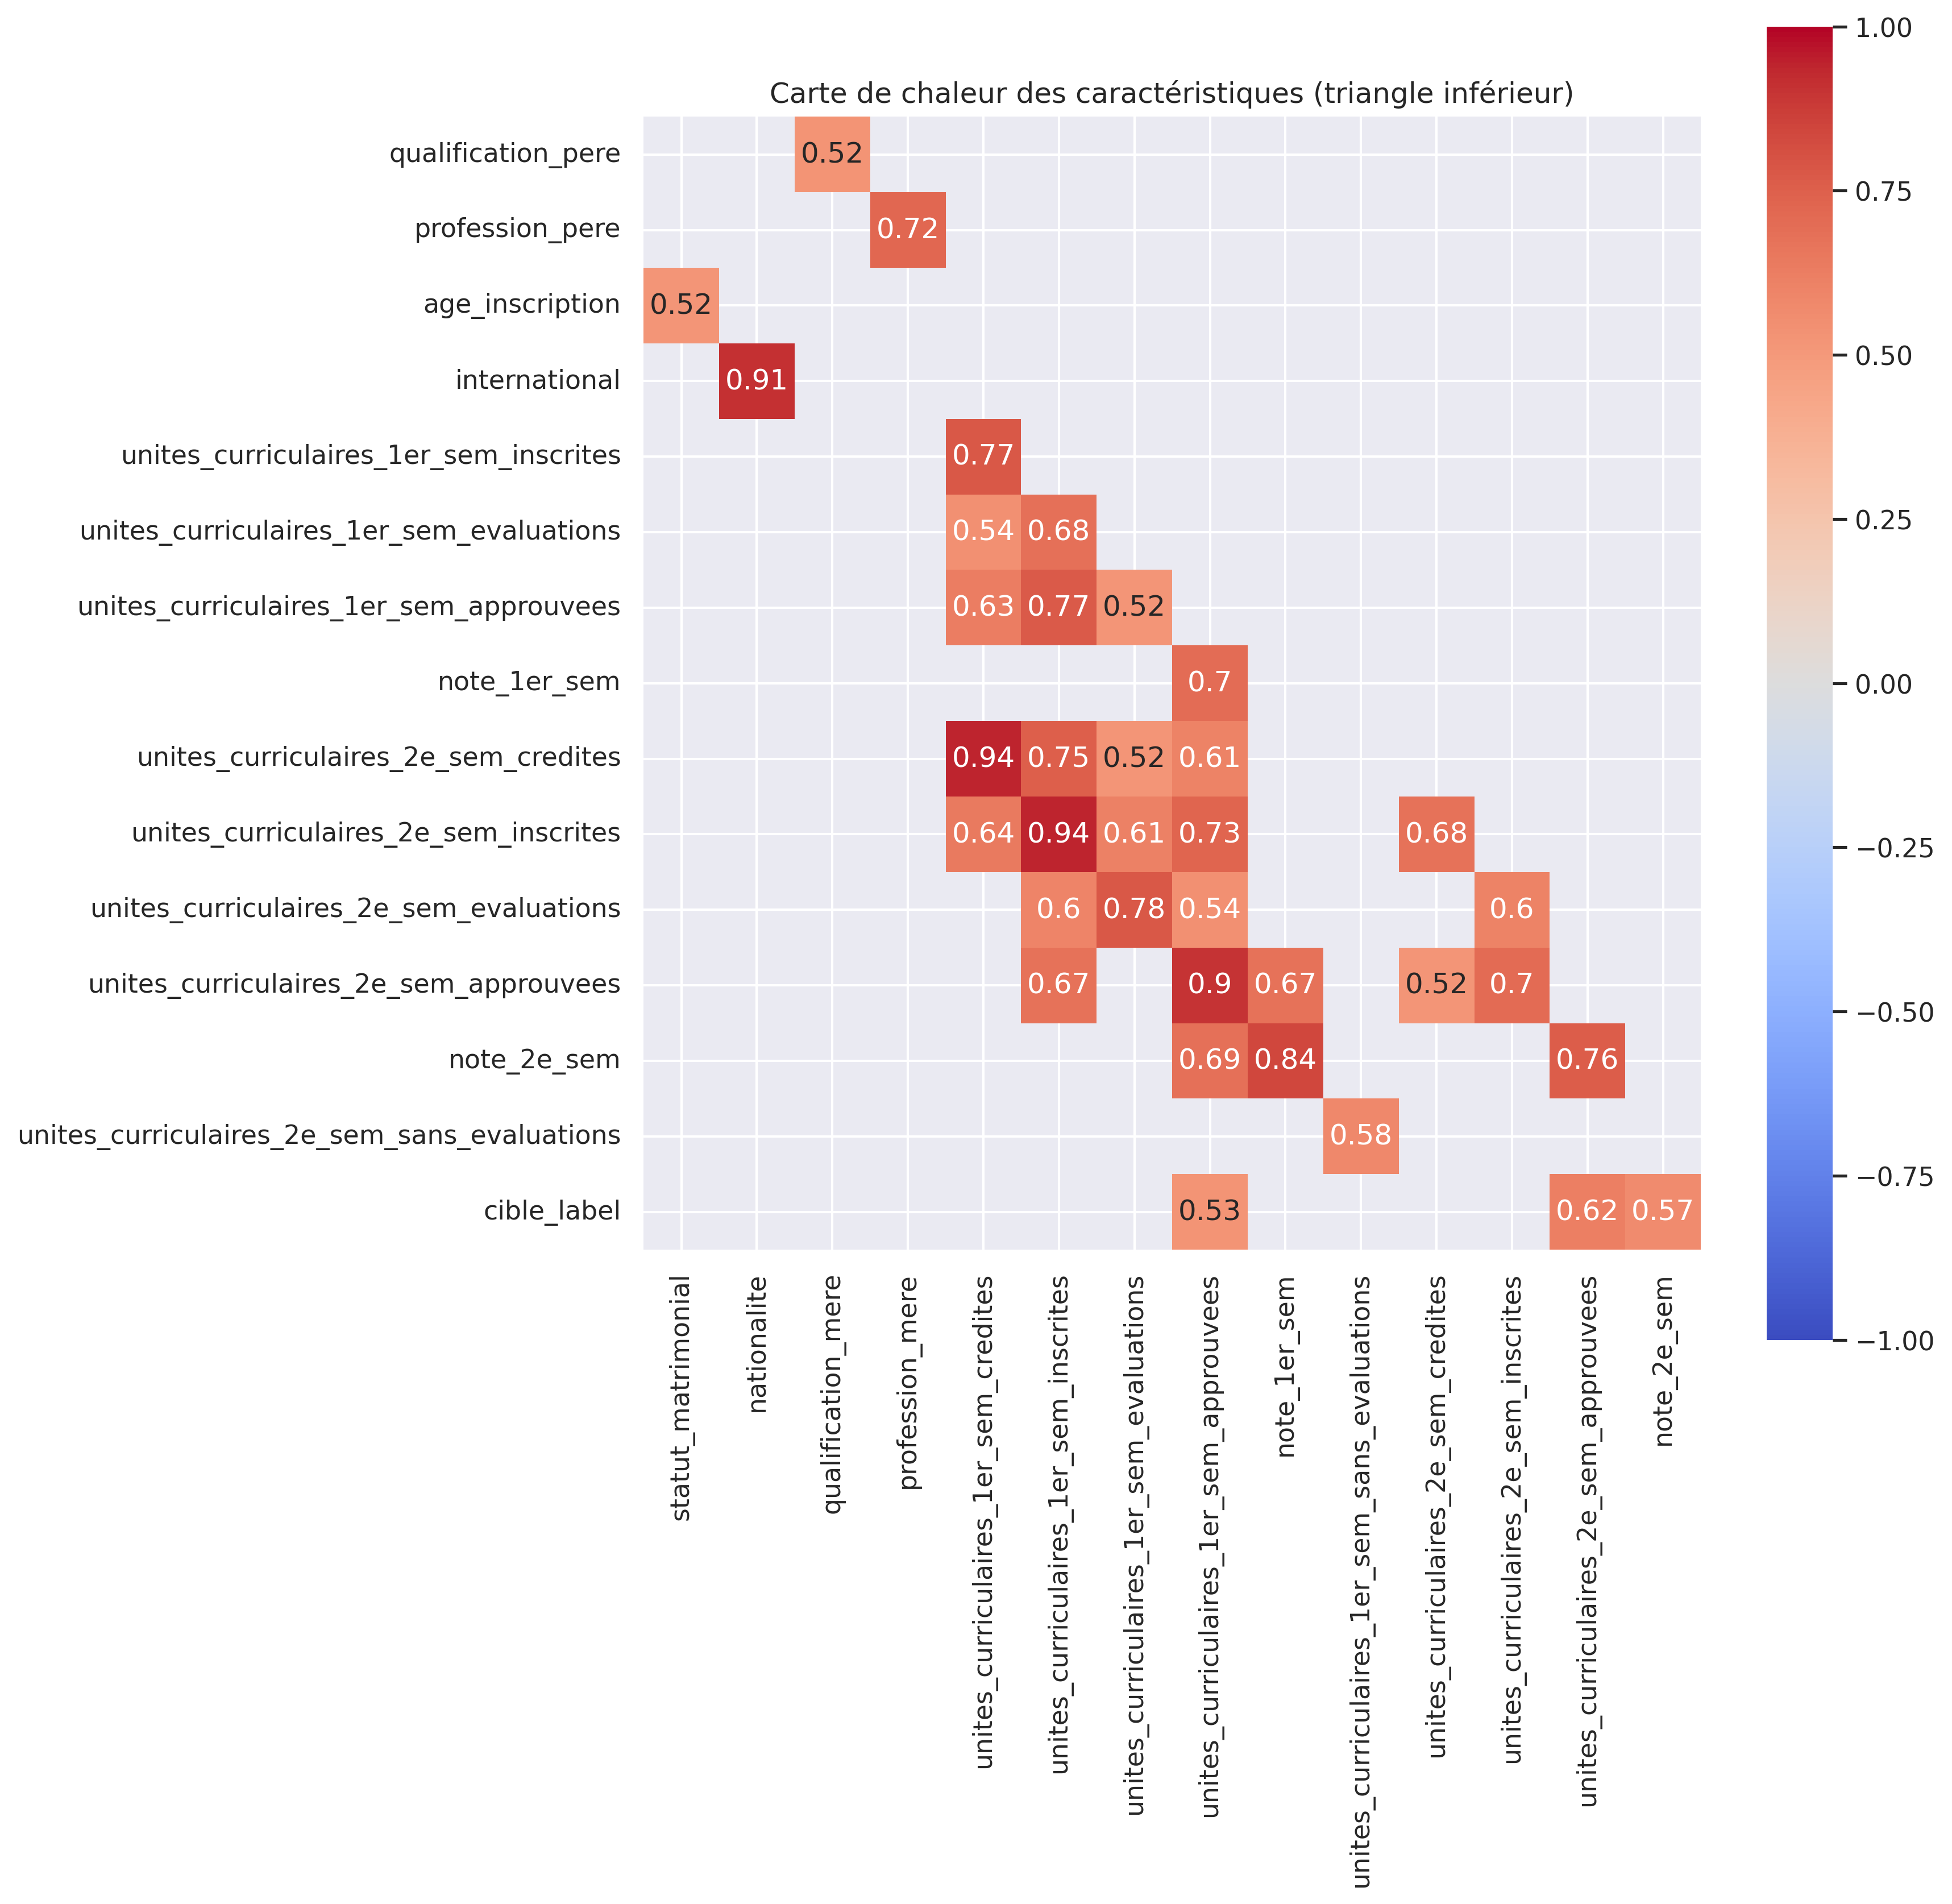 Carte de chaleur des caractéristiques (triangle inférieur)
qualification_pere 0.52
profession_pere 0.72
age_inscription 0.52
international 0.91
unites_curriculaires_1er_sem_inscrites 0.77
unites_curriculaires_1er_sem_evaluations 0.54 0.68
unites_curriculaires_1er_sem_approuvees 0.63 0.77 0.52
note_1er_sem 0.7
unites_curriculaires_2e_sem_credites 0.94 0.75 0.52 0.61
unites_curriculaires_2e_sem_inscrites 0.64 0.94 0.61 0.73 0.68
unites_curriculaires_2e_sem_evaluations 0.6 0.78 0.54 0.6
unites_curriculaires_2e_sem_approuvees 0.67 0.9 0.67 0.52 0.7
note_2e_sem 0.69 0.84 0.76
unites_curriculaires_2e_sem_sans_evaluations 0.58
cible_label 0.53 0.62 0.57
statut_matrimonial
nationalite
qualification_mere
profession_mere
unites_curriculaires_1er_sem_credites
unites_curriculaires_1er_sem_inscrites
unites_curriculaires_1er_sem_evaluations
unites_curriculaires_1er_sem_approuvees
note_1er_sem
unites_curriculaires_1er_sem_sans_evaluations
unites_curriculaires_2e_sem_credites
unites_curriculaires_2e_sem_inscrites
unites_curriculaires_2e_sem_approuvees
note_2e_sem
1.00
0.75
0.50
0.25
0.00
−0.25
−0.50
−0.75
−1.00